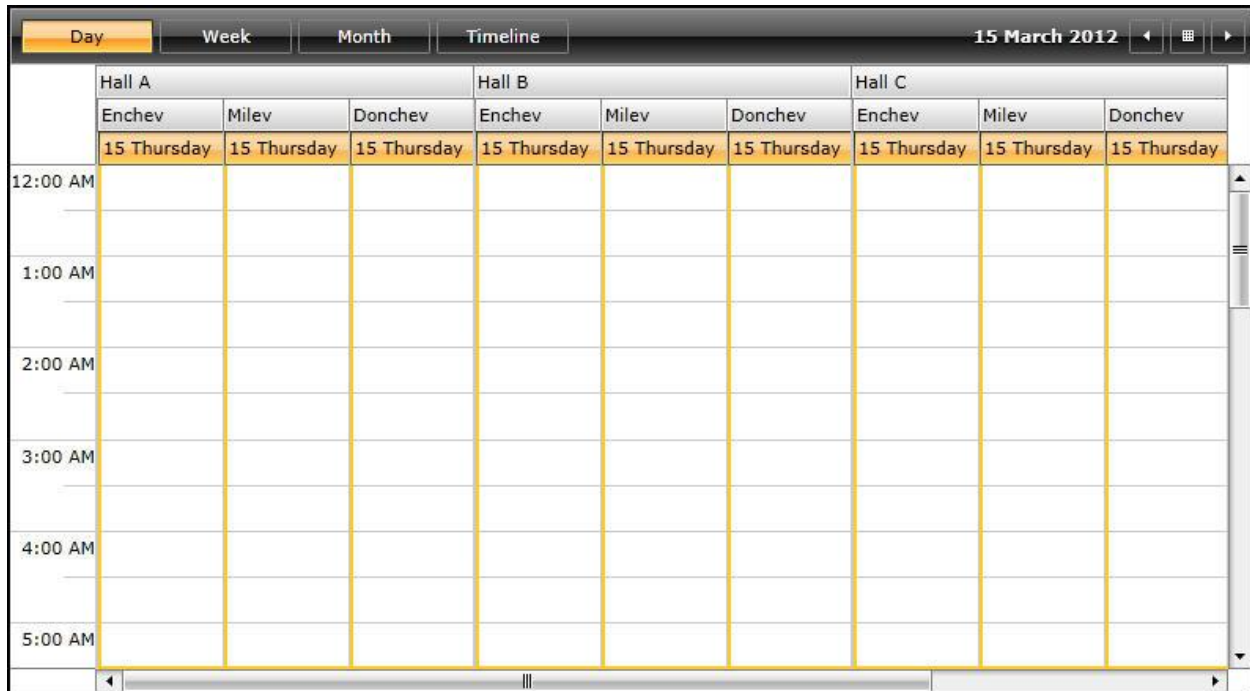 Day Week Month Timeline 15 March 2012
Hall A Hall B Hall C
Enchev Milev Donchev Enchev Milev Donchev Enchev Milev Donchev
15 Thursday 15 Thursday 15 Thursday 15 Thursday 15 Thursday 15 Thursday 15 Thursday 15 Thursday 15 Thursday
12:00 AM
1:00 AM
2:00 AM
3:00 AM
4:00 AM
5:00 AM